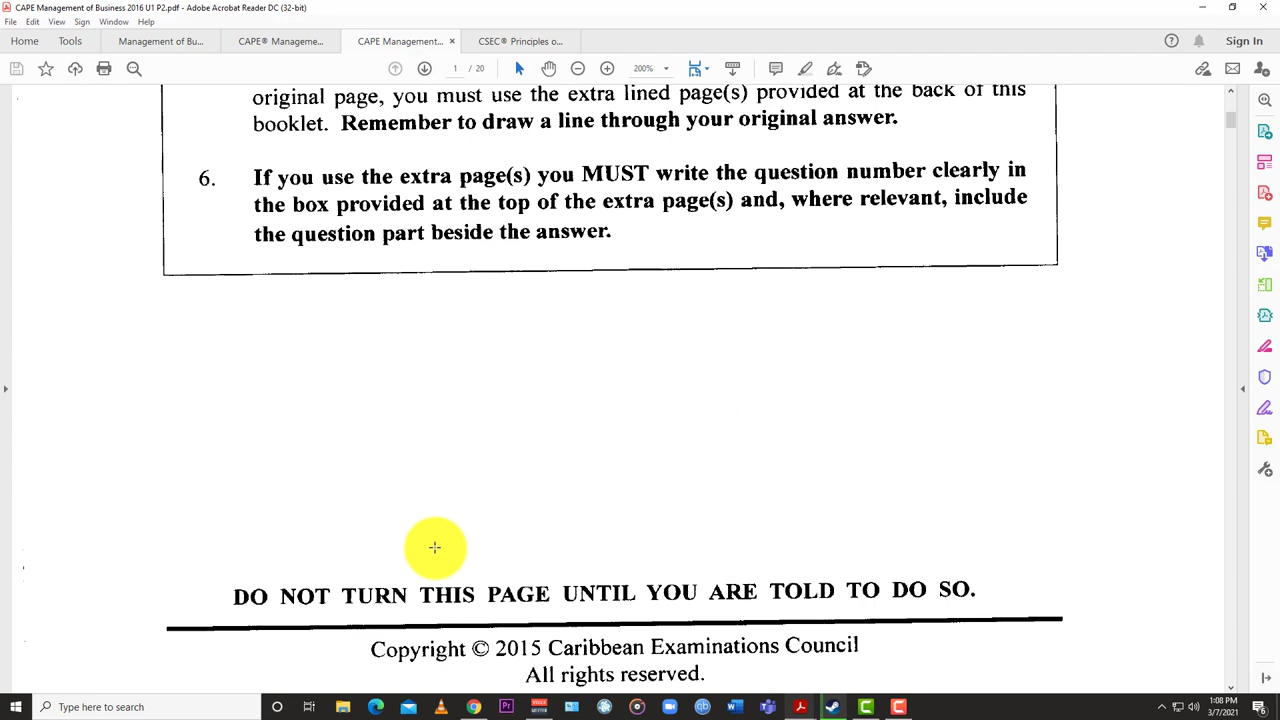 CAPE Management of Business 2016 U1 P2.pdf - Adobe Acrobat Reader DC (32-bit)
File Edit View Sign Window Help
Home Tools Management of Bu... CAPE® Manageme... CAPE Management... × CSEC® Principles o... Sign In
1 / 20 200%
original page, you must use the extra lined page(s) provided at the back of this
booklet. Remember to draw a line through your original answer.
6. If you use the extra page(s) you MUST write the question number clearly in
the box provided at the top of the extra page(s) and, where relevant, include
the question part beside the answer.
DO NOT TURN THIS PAGE UNTIL YOU ARE TOLD TO DO SO.
Copyright © 2015 Caribbean Examinations Council
All rights reserved.
Type here to search
1:08 PM
3/7/2021